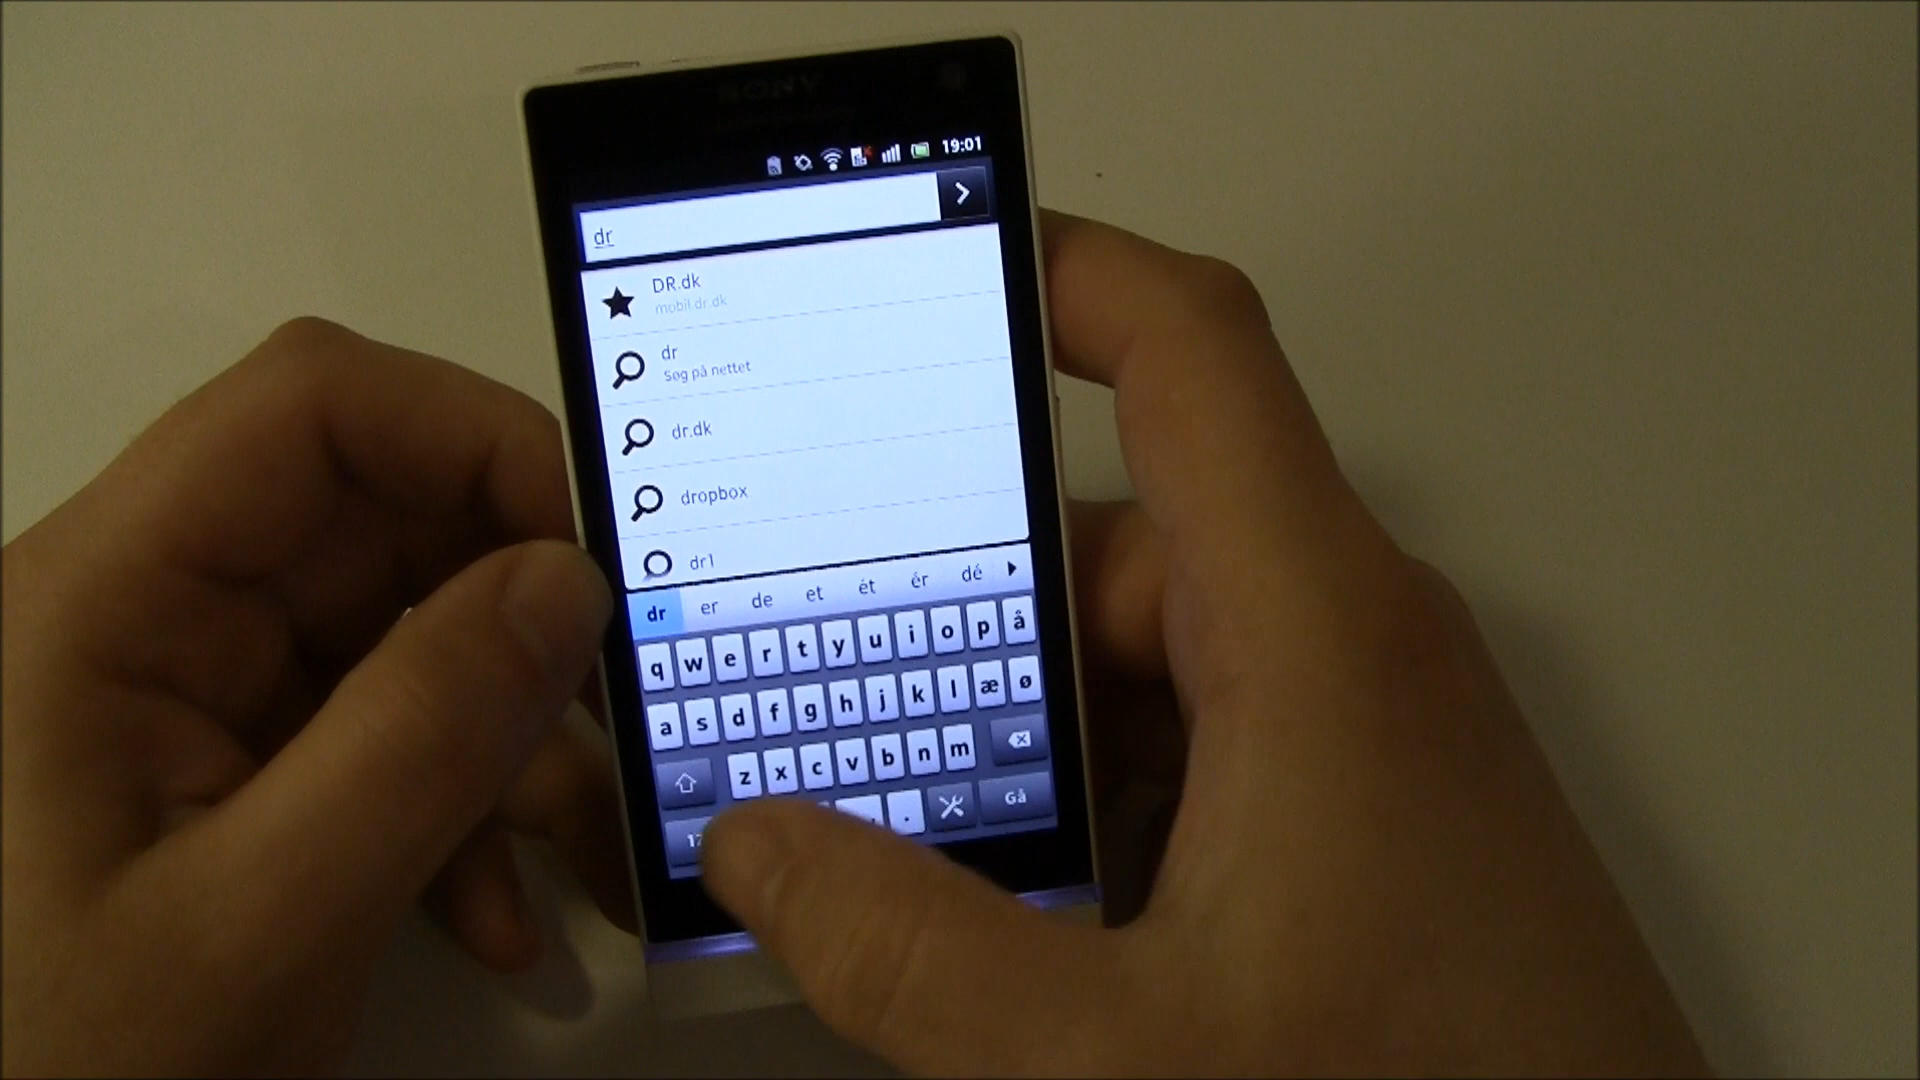 SONY
19:01
dr
DR.dk
mobil.dr.dk
dr
Søg på nettet
dr.dk
dropbox
dr1
dr er de et ét ér dé
q w e r t y u i o p å
a s d f g h j k l æ ø
z x c v b n m
, . Gå